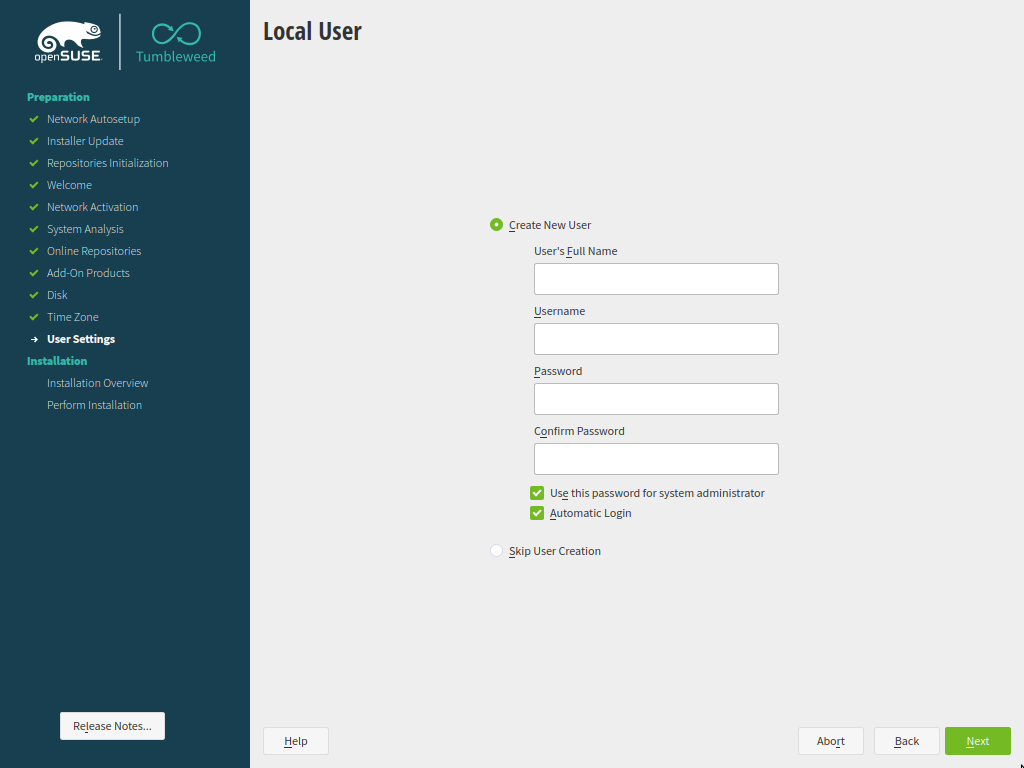 openSUSE
Tumbleweed
Preparation
Network Autosetup
Installer Update
Repositories Initialization
Welcome
Network Activation
System Analysis
Online Repositories
Add-On Products
Disk
Time Zone
User Settings
Installation
Installation Overview
Perform Installation
Release Notes...
Local User
Create New User
User's Full Name
Username
Password
Confirm Password
Use this password for system administrator
Automatic Login
Skip User Creation
Help
Abort
Back
Next